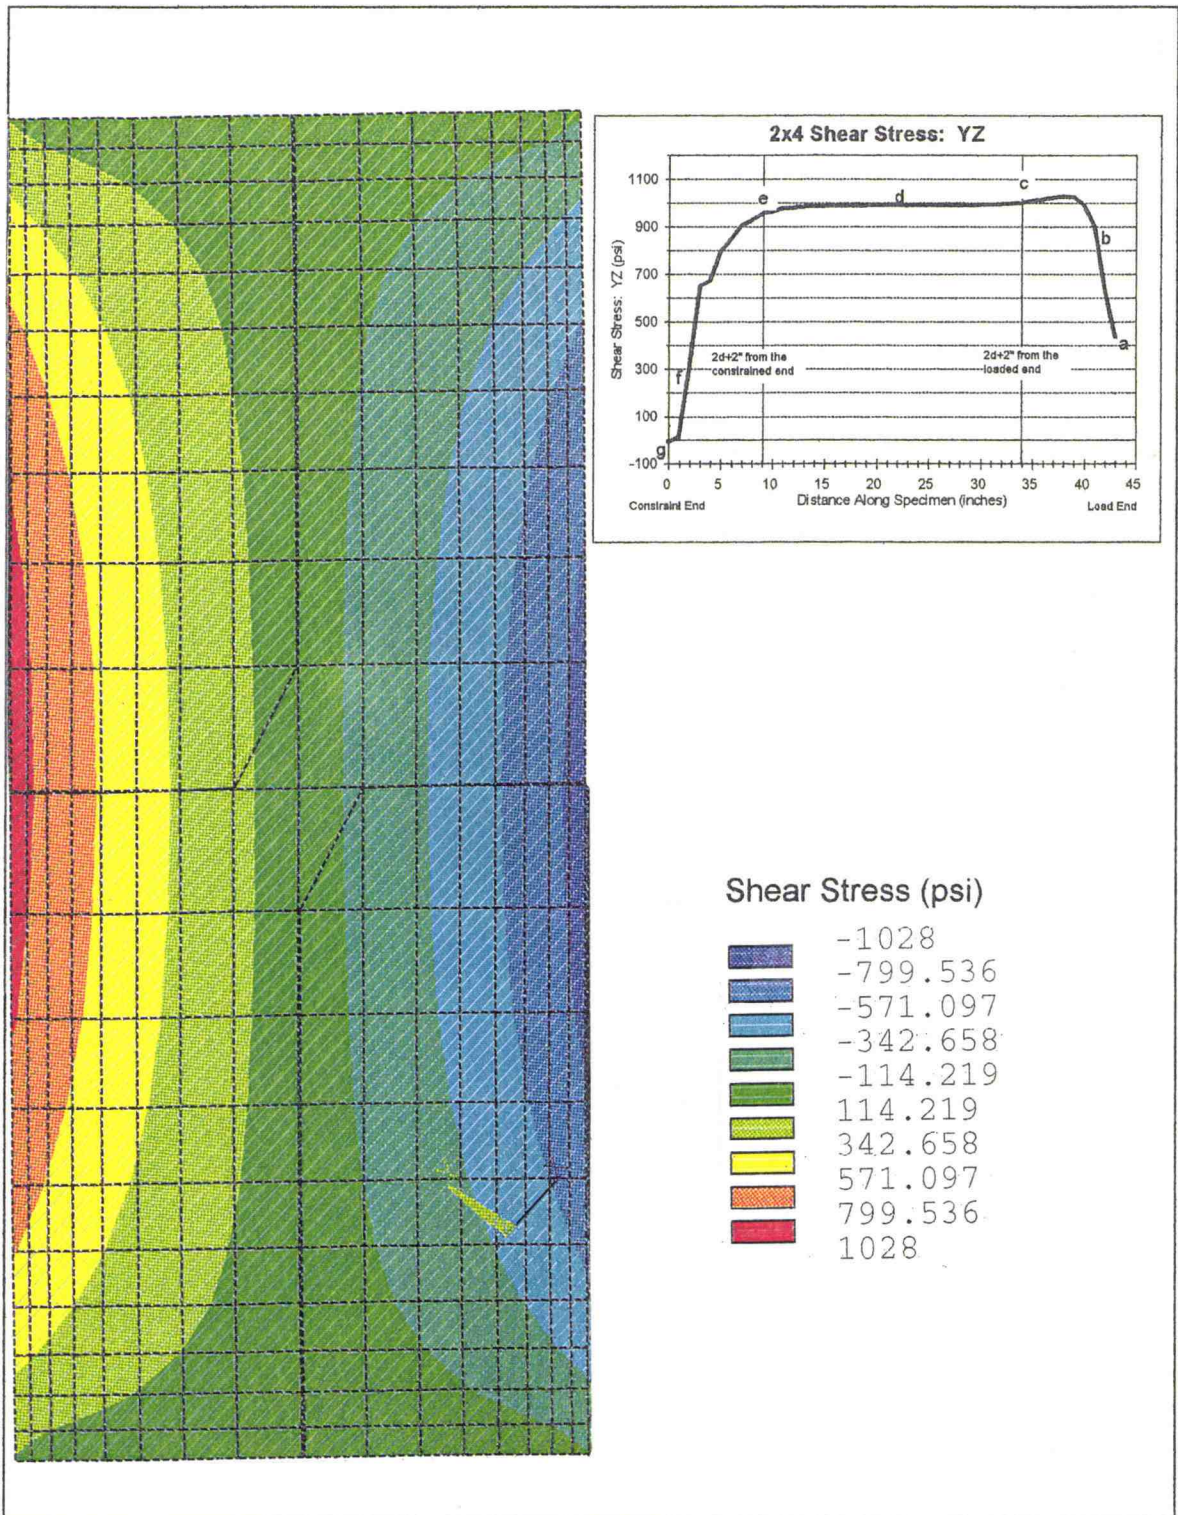 2x4 Shear Stress: YZ
Shear Stress: YZ (psi)
1100
900
700
500
300
100
-100
e
d
c
b
a
f
g
2d+2" from the
constrained end
2d+2" from the
loaded end
0 5 10 15 20 25 30 35 40 45
Constraint End
Distance Along Specimen (inches)
Load End
Shear Stress (psi)
-1028
-799.536
-571.097
-342.658
-114.219
114.219
342.658
571.097
799.536
1028